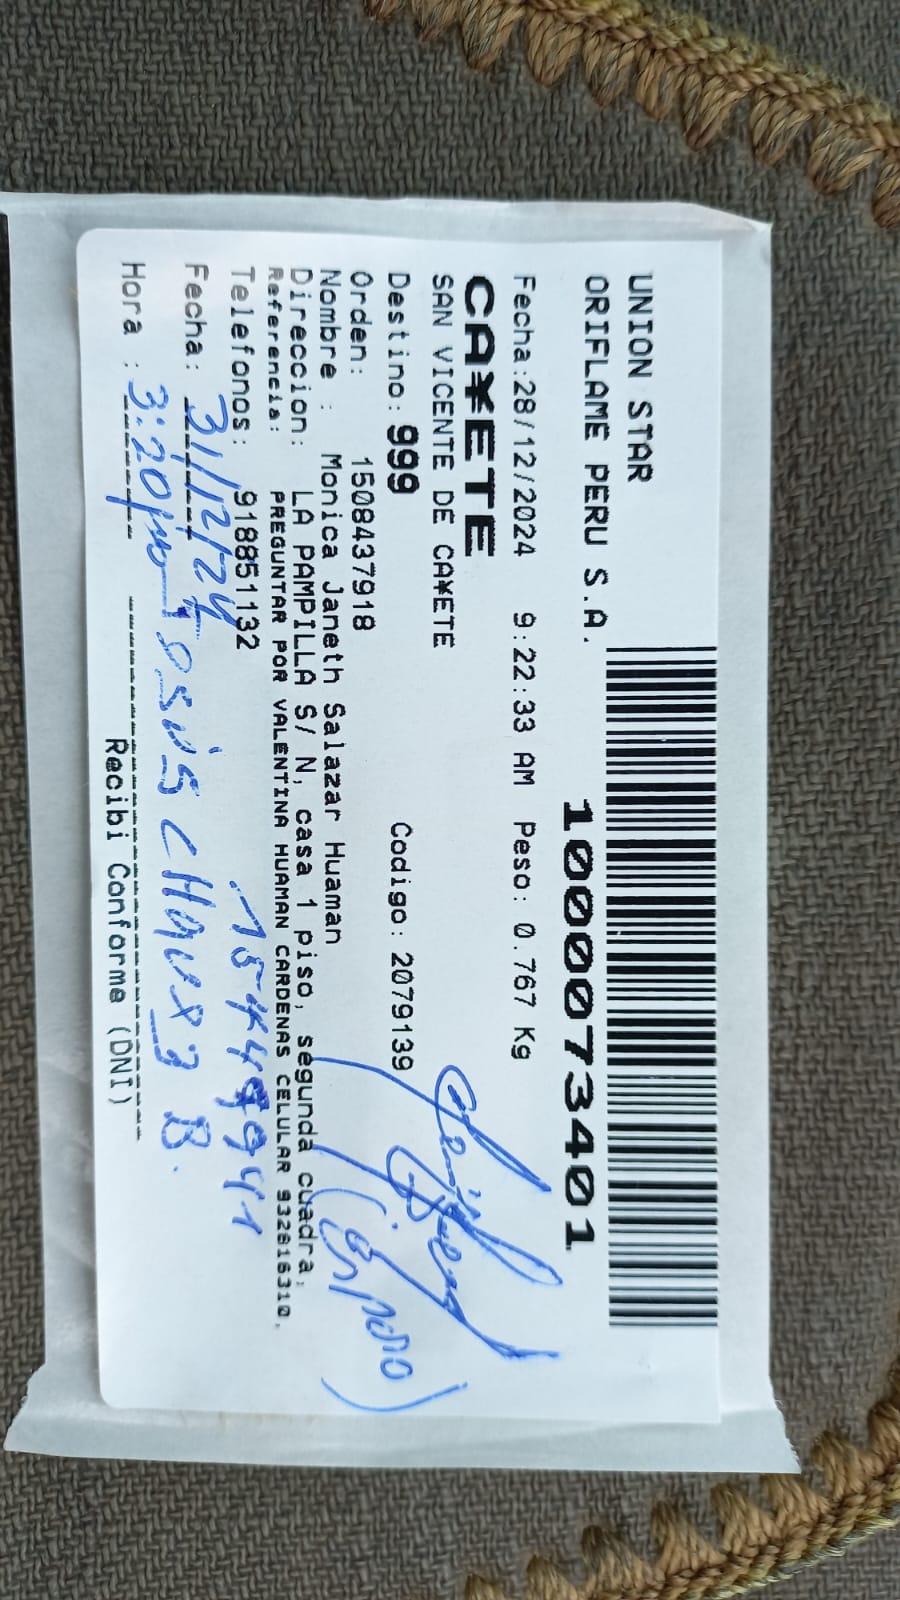 UNION STAR
ORIFLAME PERU S.A.
1000073401
Fecha:28/12/2024 9:22:33 AM Peso: 0.767 Kg
CA¥ETE
SAN VICENTE DE CA¥ETE
Destino: 999 Codigo: 2079139
Orden: 1508437918
Nombre : Monica Janeth Salazar Huaman
Direccion: LA PAMPILLA S/ N, casa 1 piso, segunda cuadra,
Referencia: PREGUNTAR POR VALENTINA HUAMAN CARDENAS CELULAR 932816310,
Telefonos: 918851132
Fecha: 31/12/24
Hora : 3:20pm
Recibi Conforme (DNI)